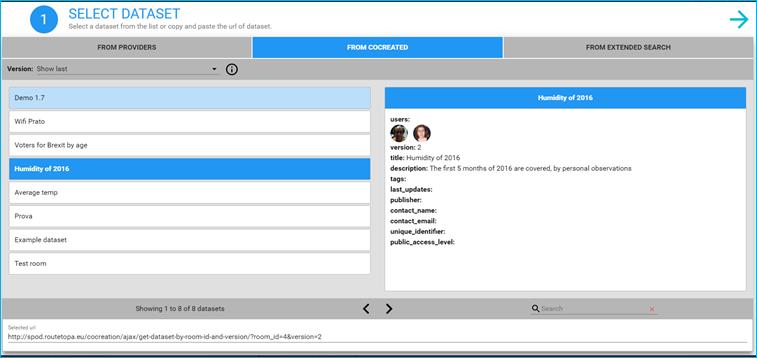 1
SELECT DATASET
Select a dataset from the list or copy and paste the url of dataset.
FROM PROVIDERS
FROM COCREATED
FROM EXTENDED SEARCH
Version: Show last
Demo 1.7
Wifi Prato
Voters for Brexit by age
Humidity of 2016
Average temp
Prova
Example dataset
Test room
Humidity of 2016
users:
version: 2
title: Humidity of 2016
description: The first 5 months of 2016 are covered, by personal observations
tags:
last_updates:
publisher:
contact_name:
contact_email:
unique_identifier:
public_access_level:
Showing 1 to 8 of 8 datasets
Search
Selected url
http://spod.routetopa.eu/cocreation/ajax/get-dataset-by-room-id-and-version/?room_id=4&version=2